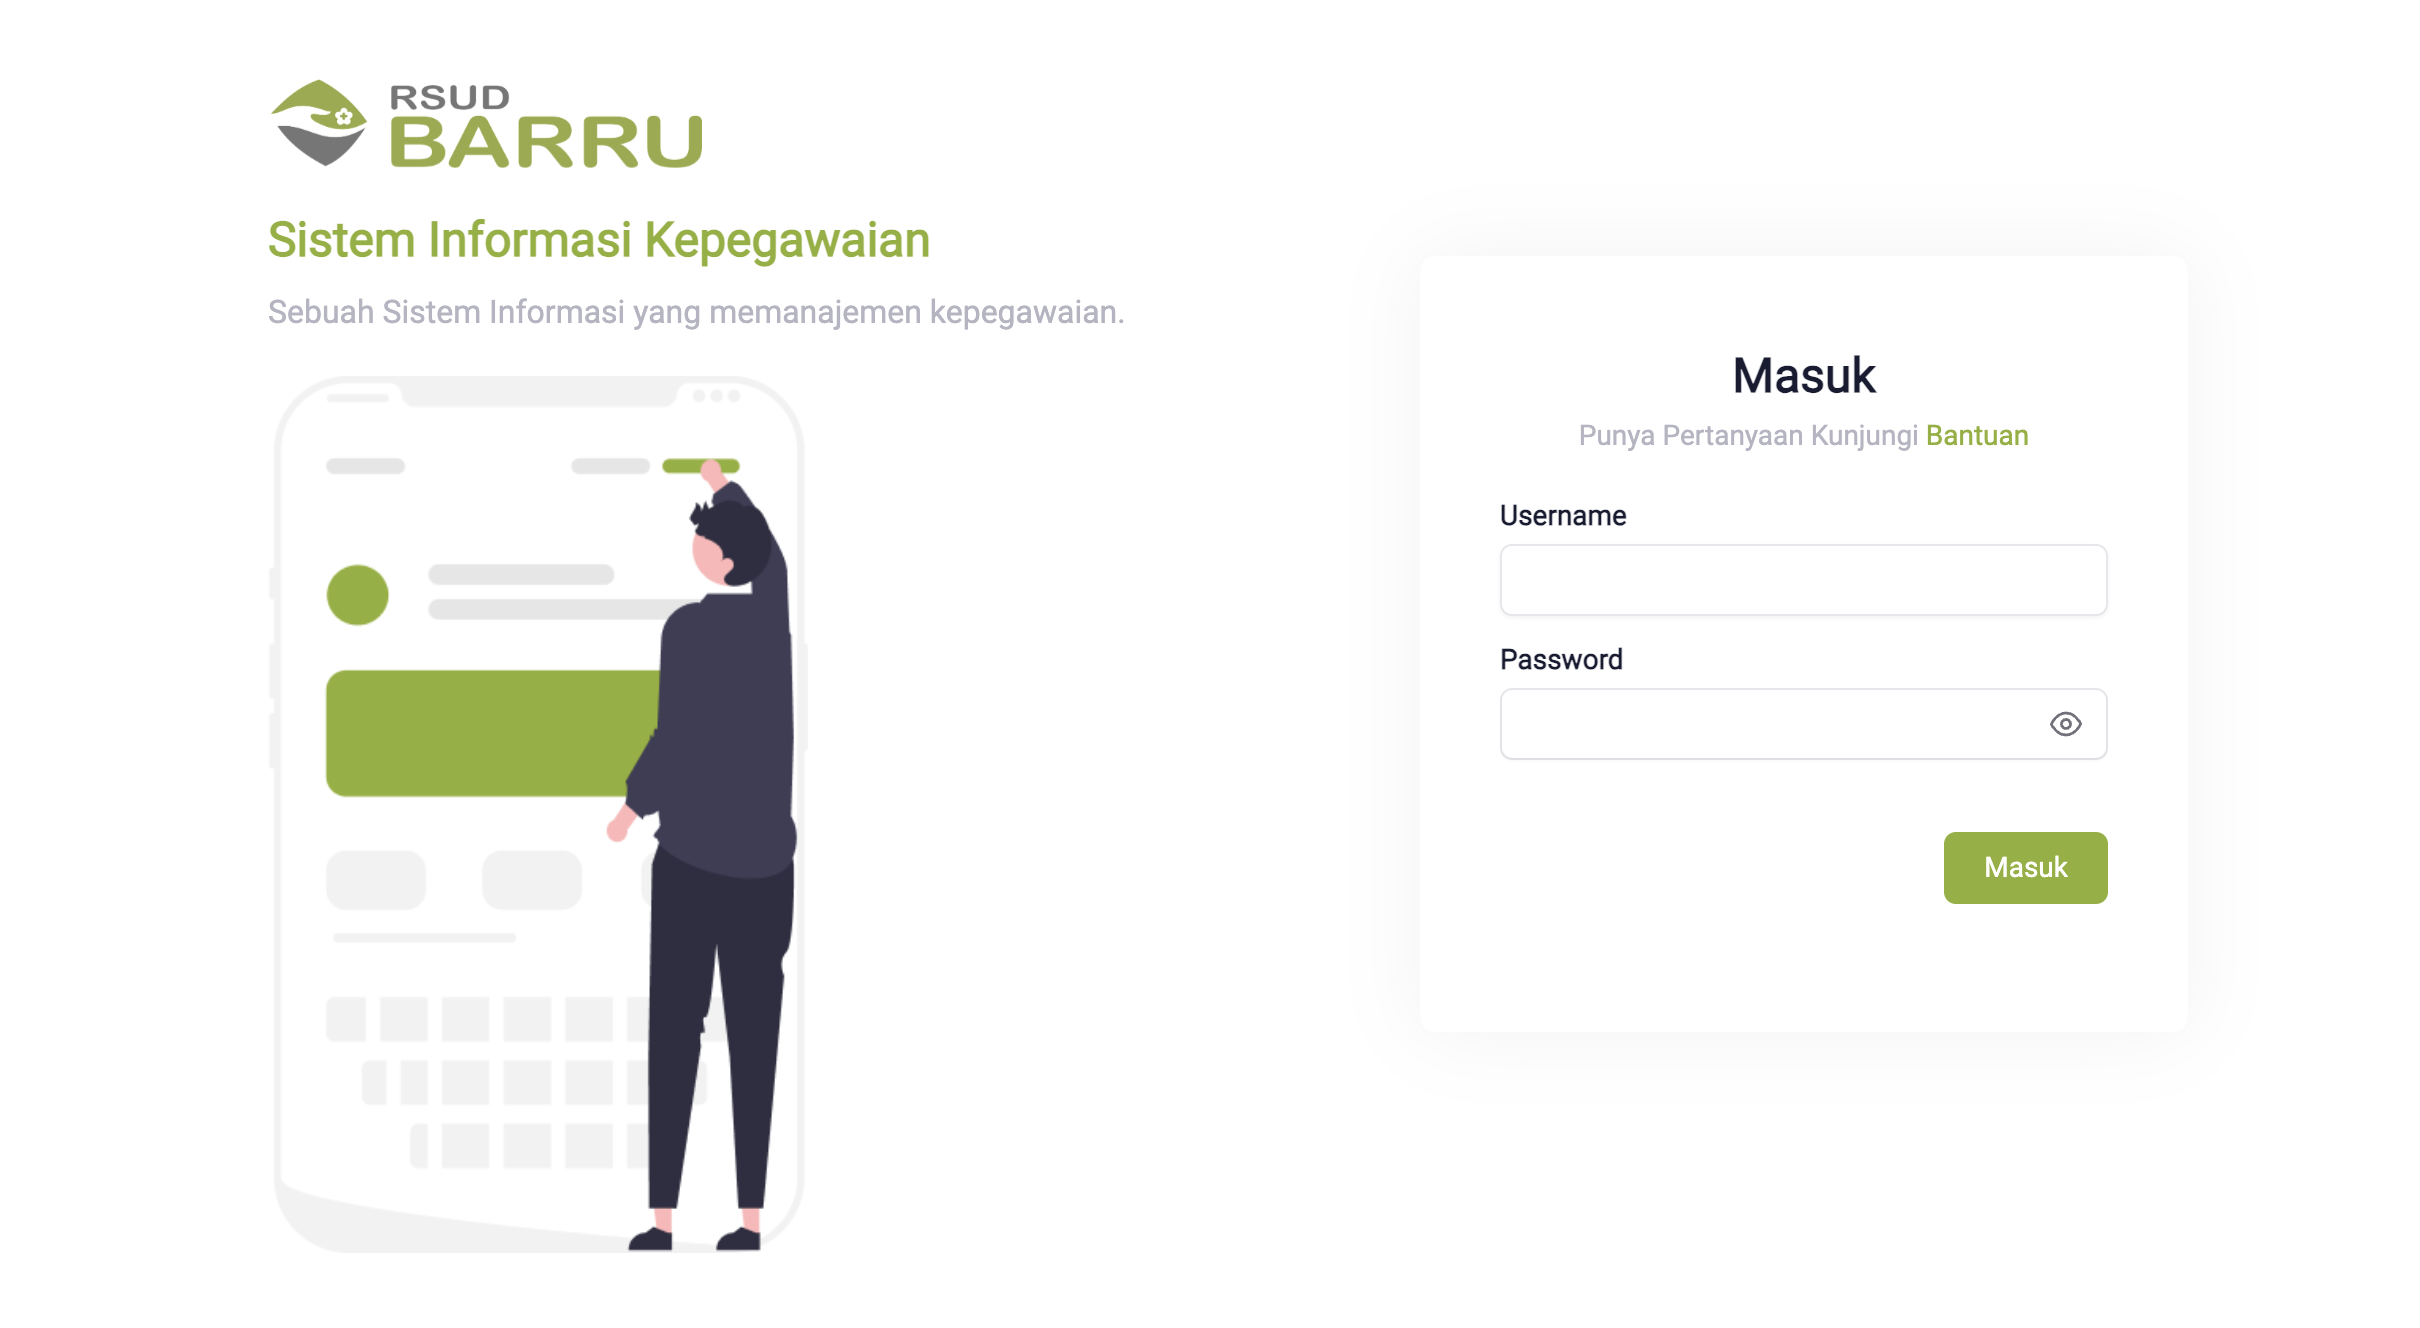 RSUD
BARRU
Sistem Informasi Kepegawaian
Sebuah Sistem Informasi yang memanajemen kepegawaian.
Masuk
Punya Pertanyaan Kunjungi Bantuan
Username
Password
Masuk